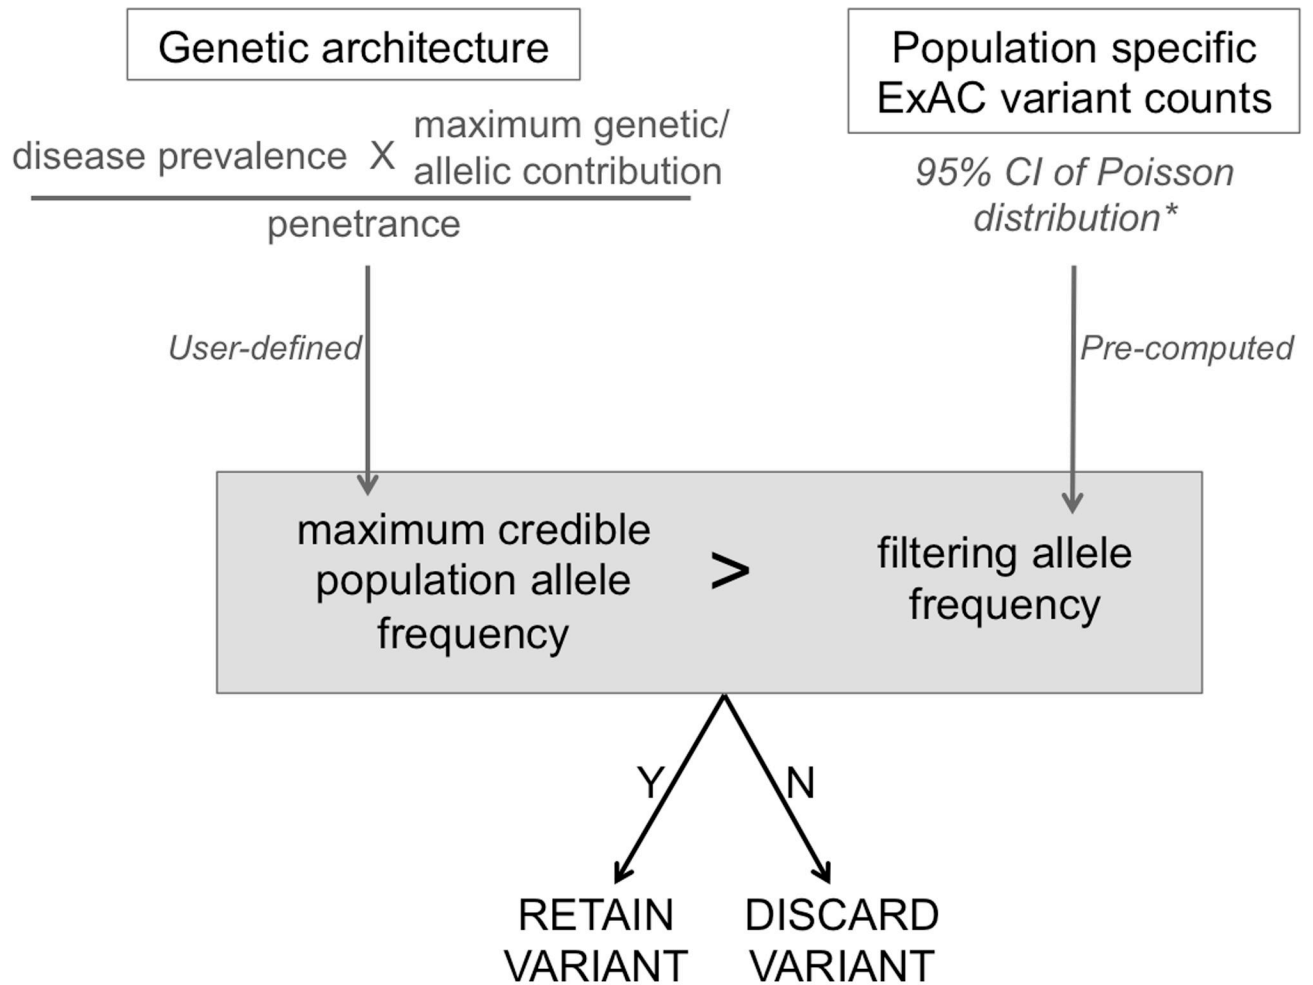 Genetic architecture
disease prevalence X maximum genetic/
allelic contribution
penetrance
User-defined
Population specific
ExAC variant counts
95% CI of Poisson
distribution*
Pre-computed
maximum credible
population allele
frequency
>
filtering allele
frequency
Y
N
RETAIN
VARIANT
DISCARD
VARIANT